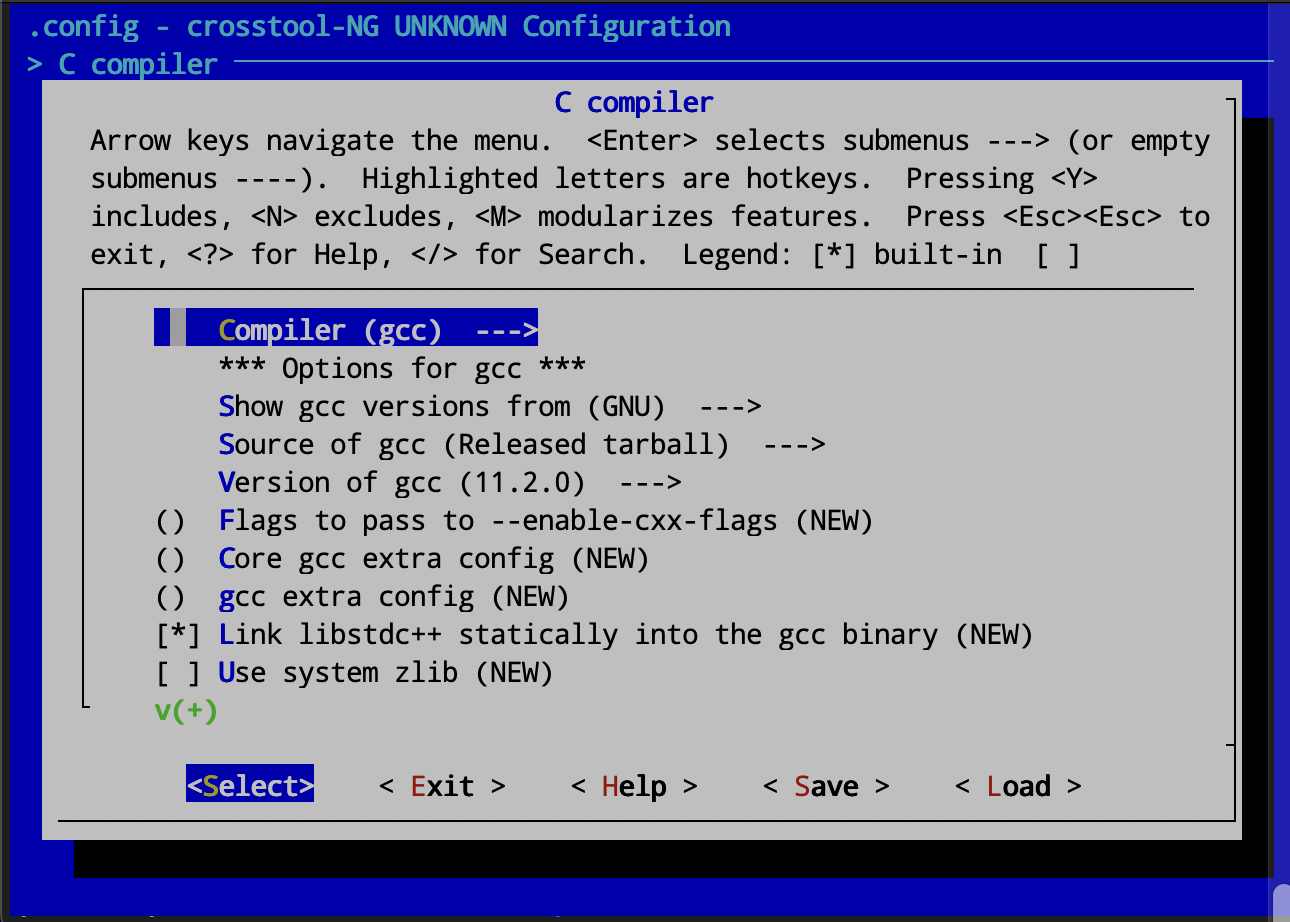 .config - crosstool-NG UNKNOWN Configuration
> C compiler
C compiler
Arrow keys navigate the menu.  <Enter> selects submenus ---> (or empty
submenus ----).  Highlighted letters are hotkeys.  Pressing <Y>
includes, <N> excludes, <M> modularizes features.  Press <Esc><Esc> to
exit, <?> for Help, </> for Search.  Legend: [*] built-in  [ ]
Compiler (gcc)  --->
*** Options for gcc ***
Show gcc versions from (GNU)  --->
Source of gcc (Released tarball)  --->
Version of gcc (11.2.0)  --->
()  Flags to pass to --enable-cxx-flags (NEW)
()  Core gcc extra config (NEW)
()  gcc extra config (NEW)
[*] Link libstdc++ statically into the gcc binary (NEW)
[ ] Use system zlib (NEW)
v(+)
<Select>    < Exit >    < Help >    < Save >    < Load >